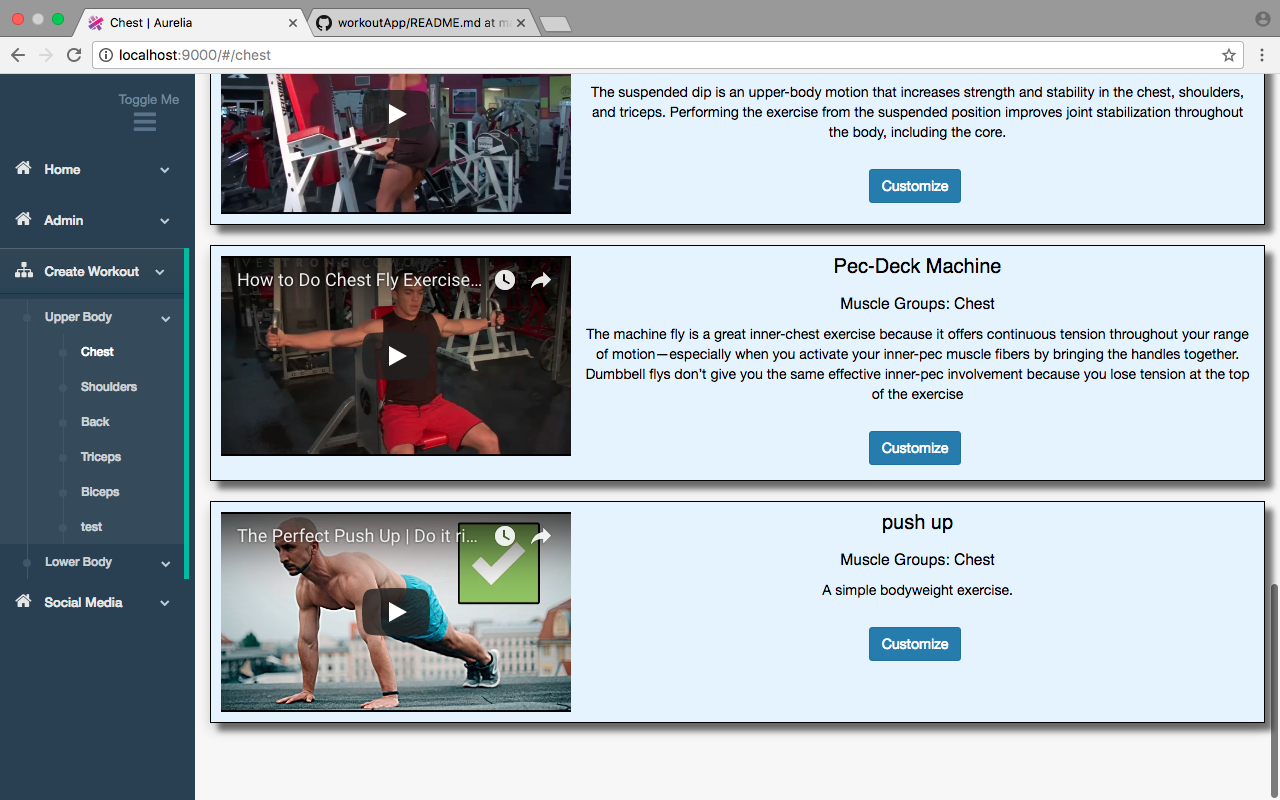 Chest | Aurelia
workoutApp/README.md at m
localhost:9000/#/chest
Toggle Me
Home
Admin
Create Workout
Upper Body
Chest
Shoulders
Back
Triceps
Biceps
test
Lower Body
Social Media
The suspended dip is an upper-body motion that increases strength and stability in the chest, shoulders,
and triceps. Performing the exercise from the suspended position improves joint stabilization throughout
the body, including the core.
Customize
How to Do Chest Fly Exercise...
Pec-Deck Machine
Muscle Groups: Chest
The machine fly is a great inner-chest exercise because it offers continuous tension throughout your range
of motion—especially when you activate your inner-pec muscle fibers by bringing the handles together.
Dumbbell flys don't give you the same effective inner-pec involvement because you lose tension at the top
of the exercise
Customize
The Perfect Push Up | Do it ri...
push up
Muscle Groups: Chest
A simple bodyweight exercise.
Customize